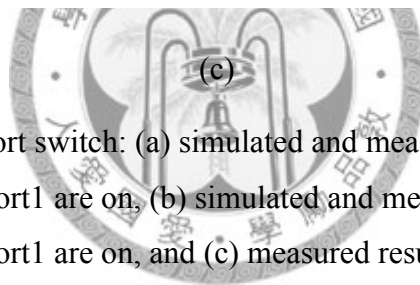 (c)
ort switch: (a) simulated and mea
ort1 are on, (b) simulated and me
ort1 are on, and (c) measured resu